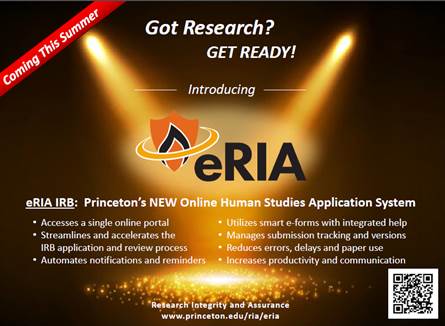 Coming This Summer
Got Research?
GET READY!
Introducing
eRIA
eRIA IRB: Princeton's NEW Online Human Studies Application System
• Accesses a single online portal
• Streamlines and accelerates the
IRB application and review process
• Automates notifications and reminders
• Utilizes smart e-forms with integrated help
• Manages submission tracking and versions
• Reduces errors, delays and paper use
• Increases productivity and communication
Research Integrity and Assurance
www.princeton.edu/ria/eria